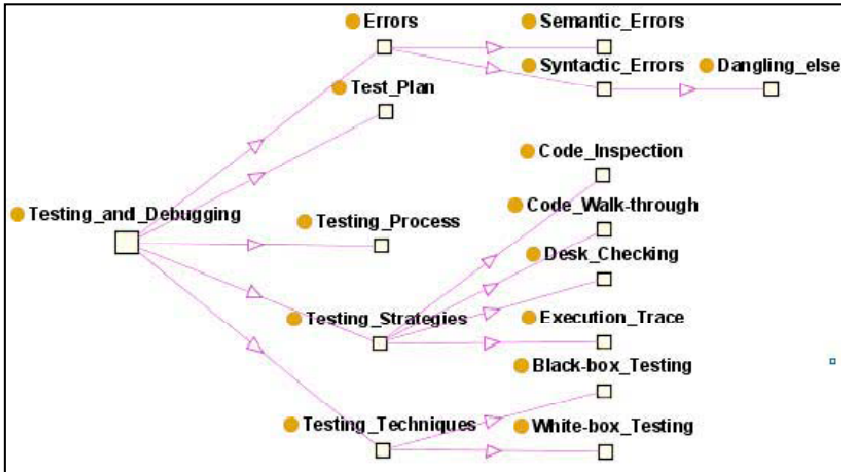 Errors
Semantic_Errors
Syntactic_Errors
Dangling_else
Test_Plan
Code_Inspection
Testing_and_Debugging
Testing_Process
Code_Walk-through
Desk_Checking
Testing_Strategies
Execution_Trace
Black-box_Testing
Testing_Techniques
White-box_Testing